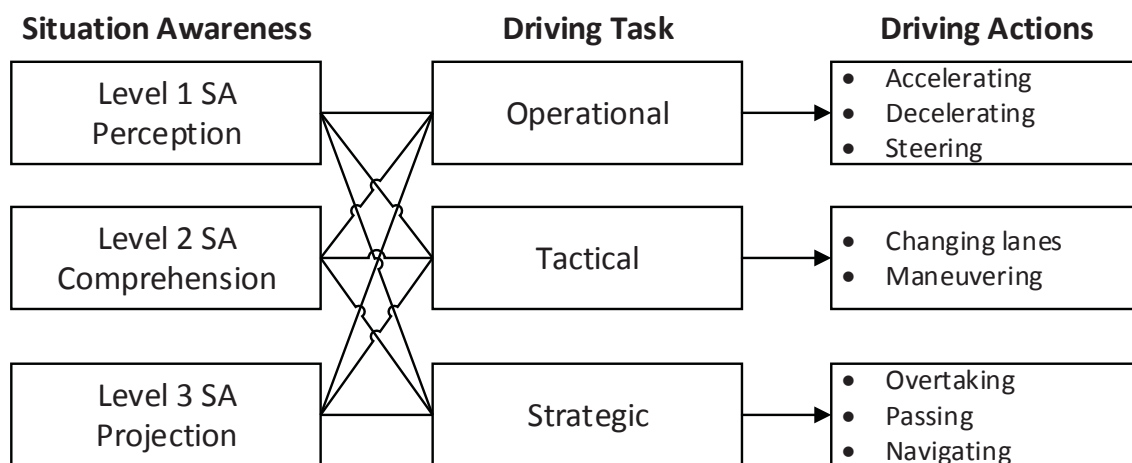 Situation Awareness
Driving Task
Driving Actions
Level 1 SA
Perception
Operational
• Accelerating
• Decelerating
• Steering
Level 2 SA
Comprehension
Tactical
• Changing lanes
• Maneuvering
Level 3 SA
Projection
Strategic
• Overtaking
• Passing
• Navigating